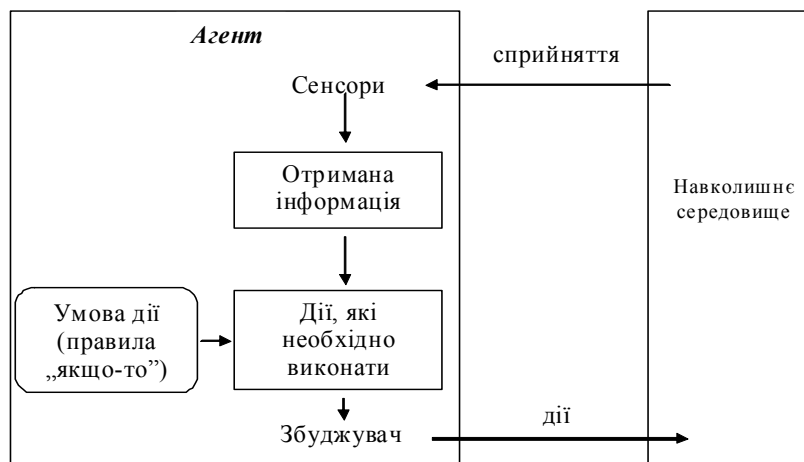 Агент
сприйняття
Сенсори
Отримана
інформація
Навколишнє
середовище
Умова дії
(правила
„якщо-то”)
Дії, які
необхідно
виконати
Збуджувач
дії